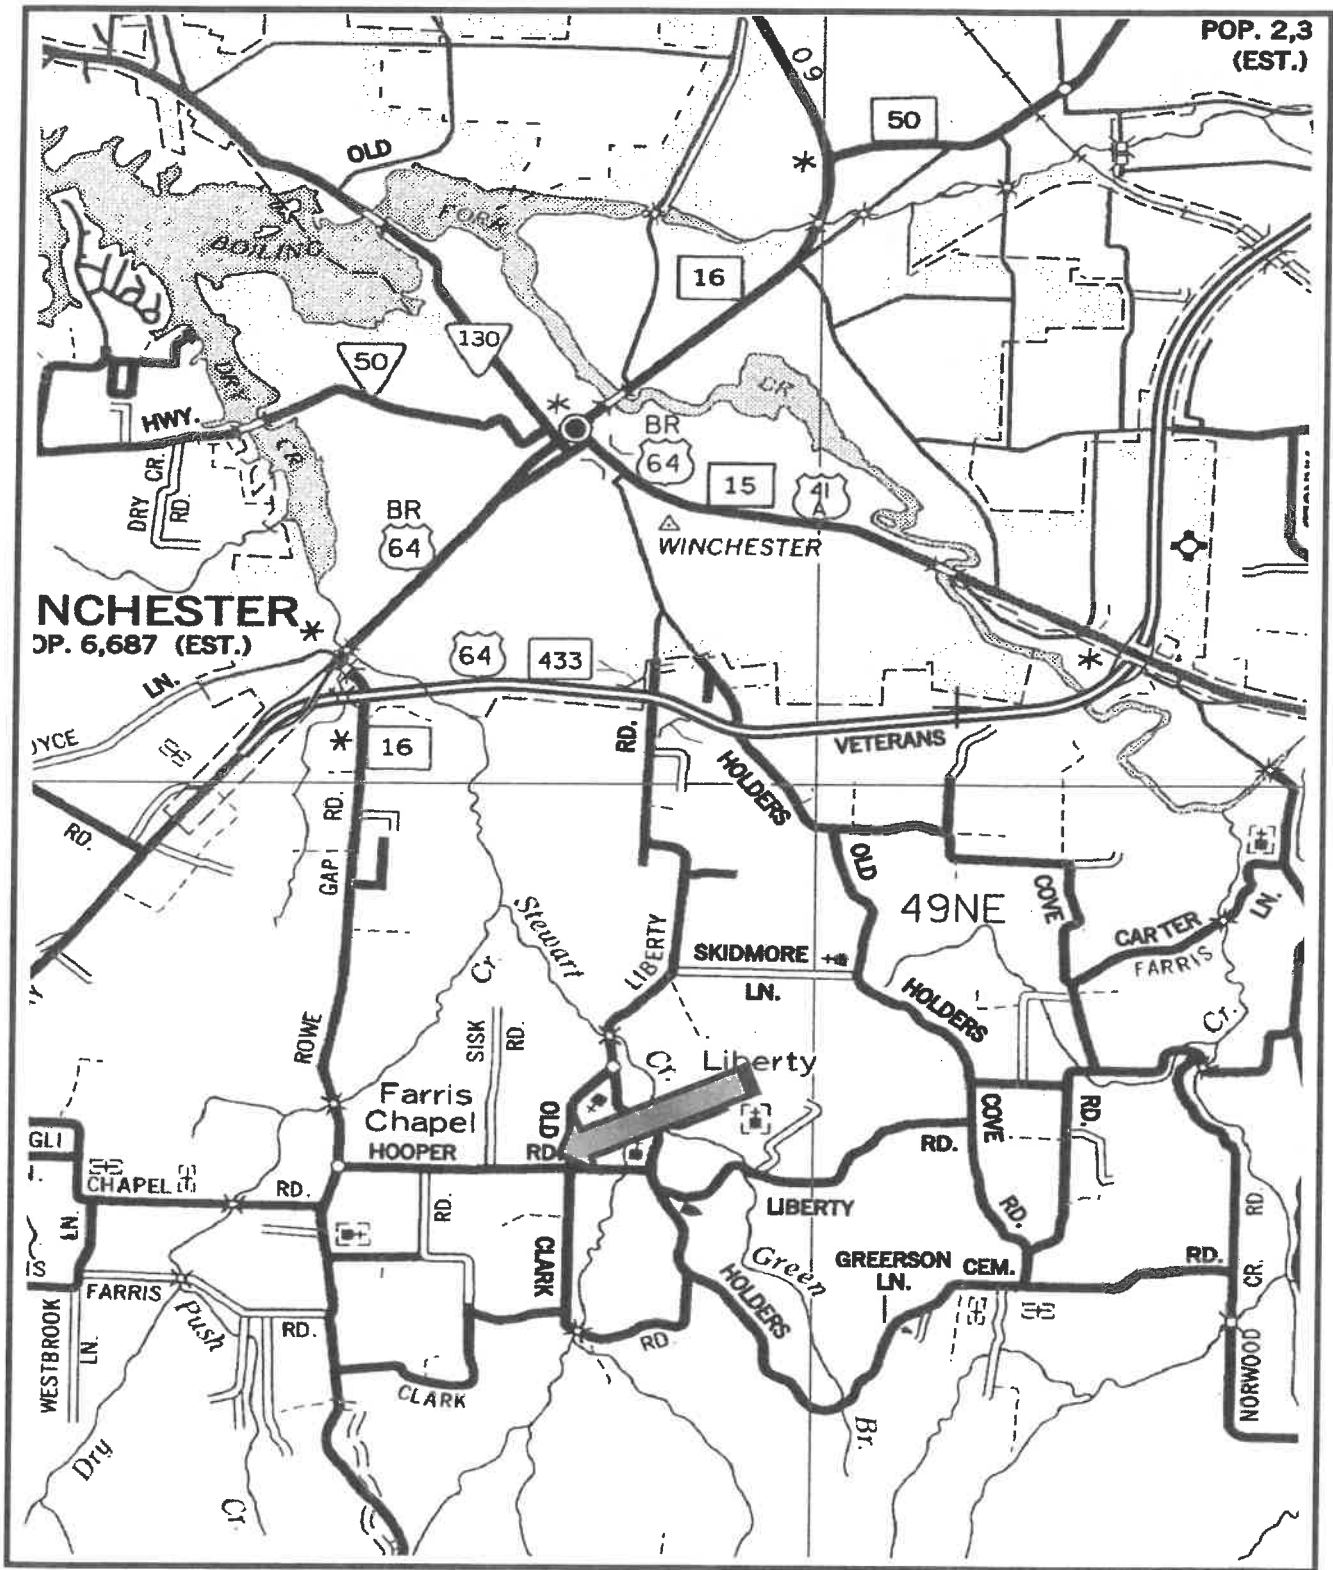 POP. 2,3
(EST.)
60
50
OLD
FORK
BOILING
16
130
50
DRY
CR
HWY.
CR.
BR
64
DRY CR. RD.
15
41
A
BR
64
WINCHESTER
NCHESTER
OP. 6,687 (EST.)
64
433
LN.
OYCE
16
RD.
VETERANS
HOLDERS
RD.
RD.
GAP
OLD
49NE
COVE
Stewart
LN.
CARTER
FARRIS
LIBERTY
SKIDMORE
LN.
Cr.
HOLDERS
Cr.
ROWE
SISK
RD.
Cr.
Liberty
Farris
Chapel
OLD
COVE
RD.
GLI
HOOPER
RD.
RD.
CHAPEL
RD.
RD.
LIBERTY
RD.
RD.
LN.
CLARK
Green
GREERSON
LN.
CEM.
RD.
CR.
IS
FARRIS
HOLDERS
Push
RD.
RD.
WESTBROOK
LN.
CLARK
NORWOOD
Br.
Dry
Cr.